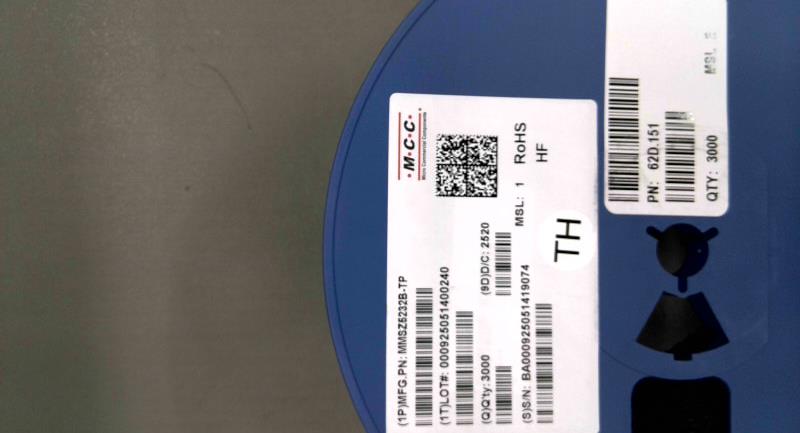 M·C·C
Micro Commercial Components
(1P)MFG.PN: MMSZ5232B-TP
(1T)LOT#: 000925051400240
(Q)Q'ty: 3000
(9D)D/C: 2520
MSL: 1
RoHS
HF
(S)S/N: BA000925051419074
TH
PN: 62D.151
QTY: 3000
MSL